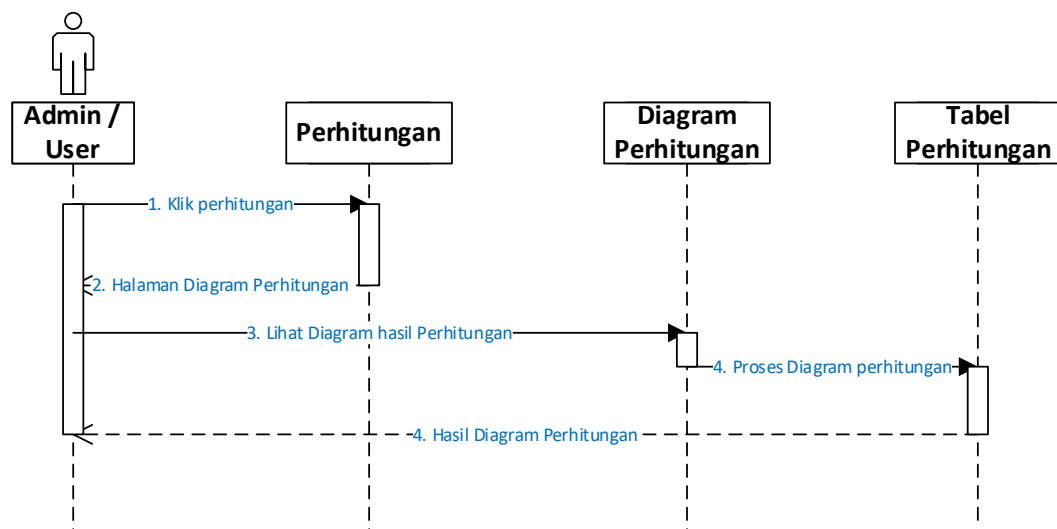 Admin /
User
Perhitungan
Diagram
Perhitungan
Tabel
Perhitungan
1. Klik perhitungan
2. Halaman Diagram Perhitungan
3. Lihat Diagram hasil Perhitungan
4. Proses Diagram perhitungan
4. Hasil Diagram Perhitungan